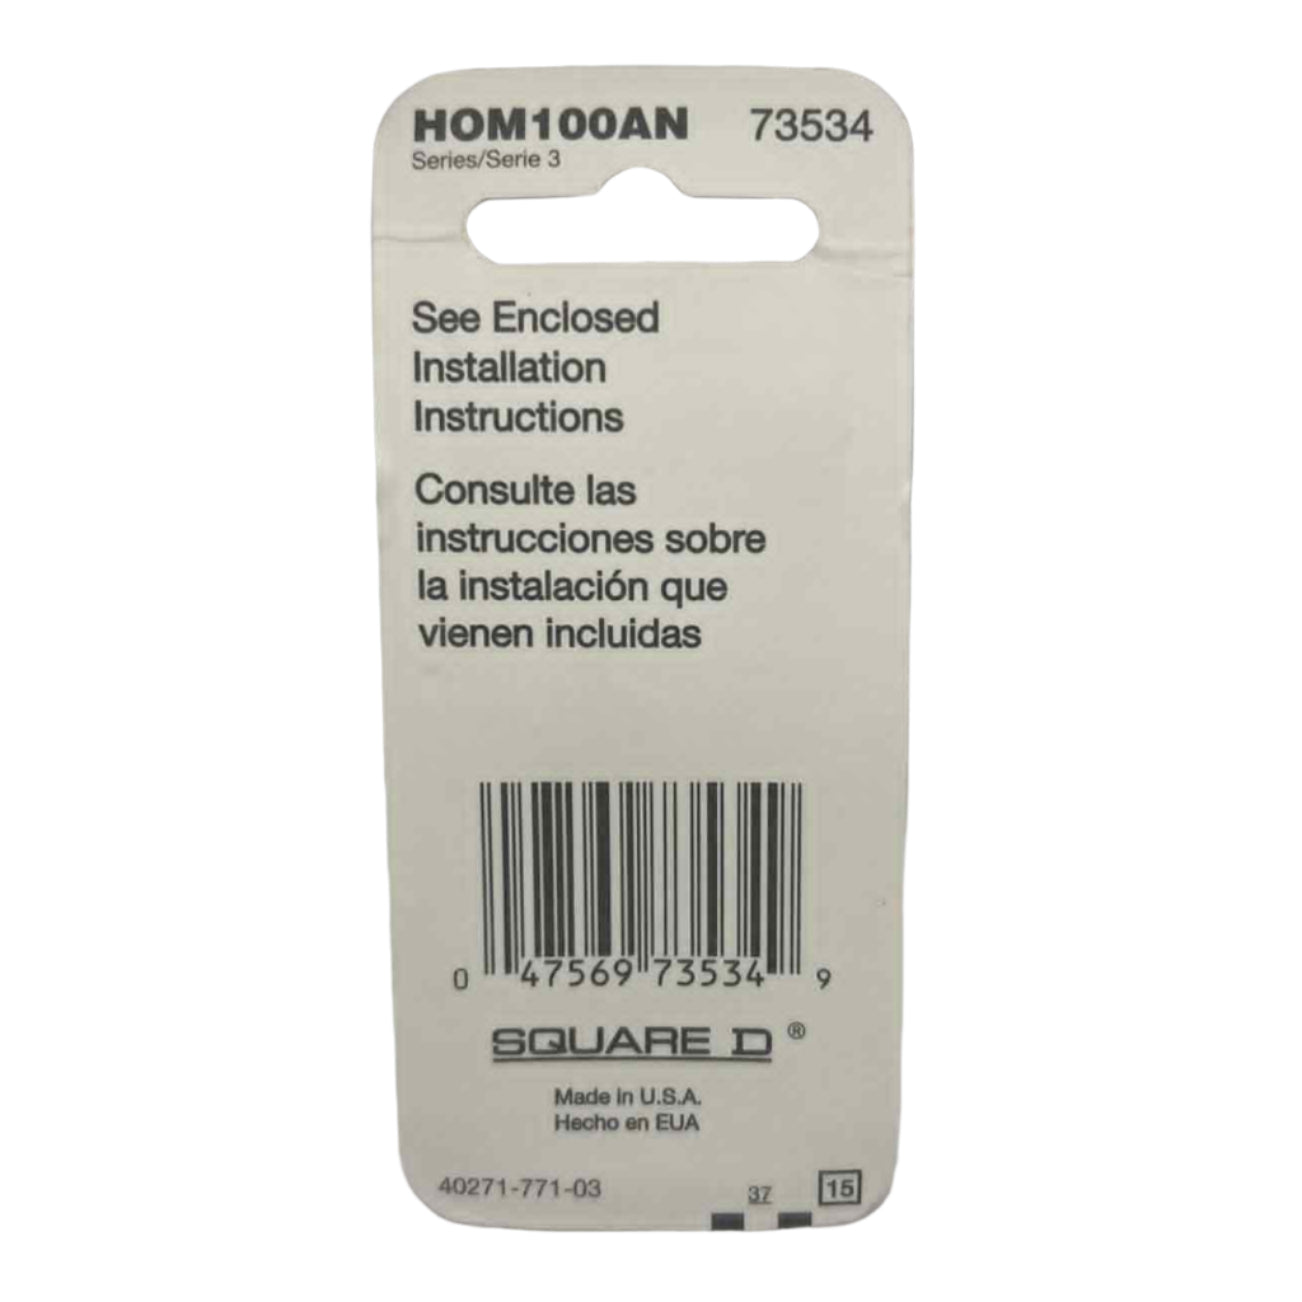 HOM100AN 73534
Series/Serie 3
See Enclosed
Installation
Instructions
Consulte las
instrucciones sobre
la instalación que
vienen incluidas
0 47569 73534 9
SQUARE D ®
Made in U.S.A.
Hecho en EUA
40271-771-03 37 15